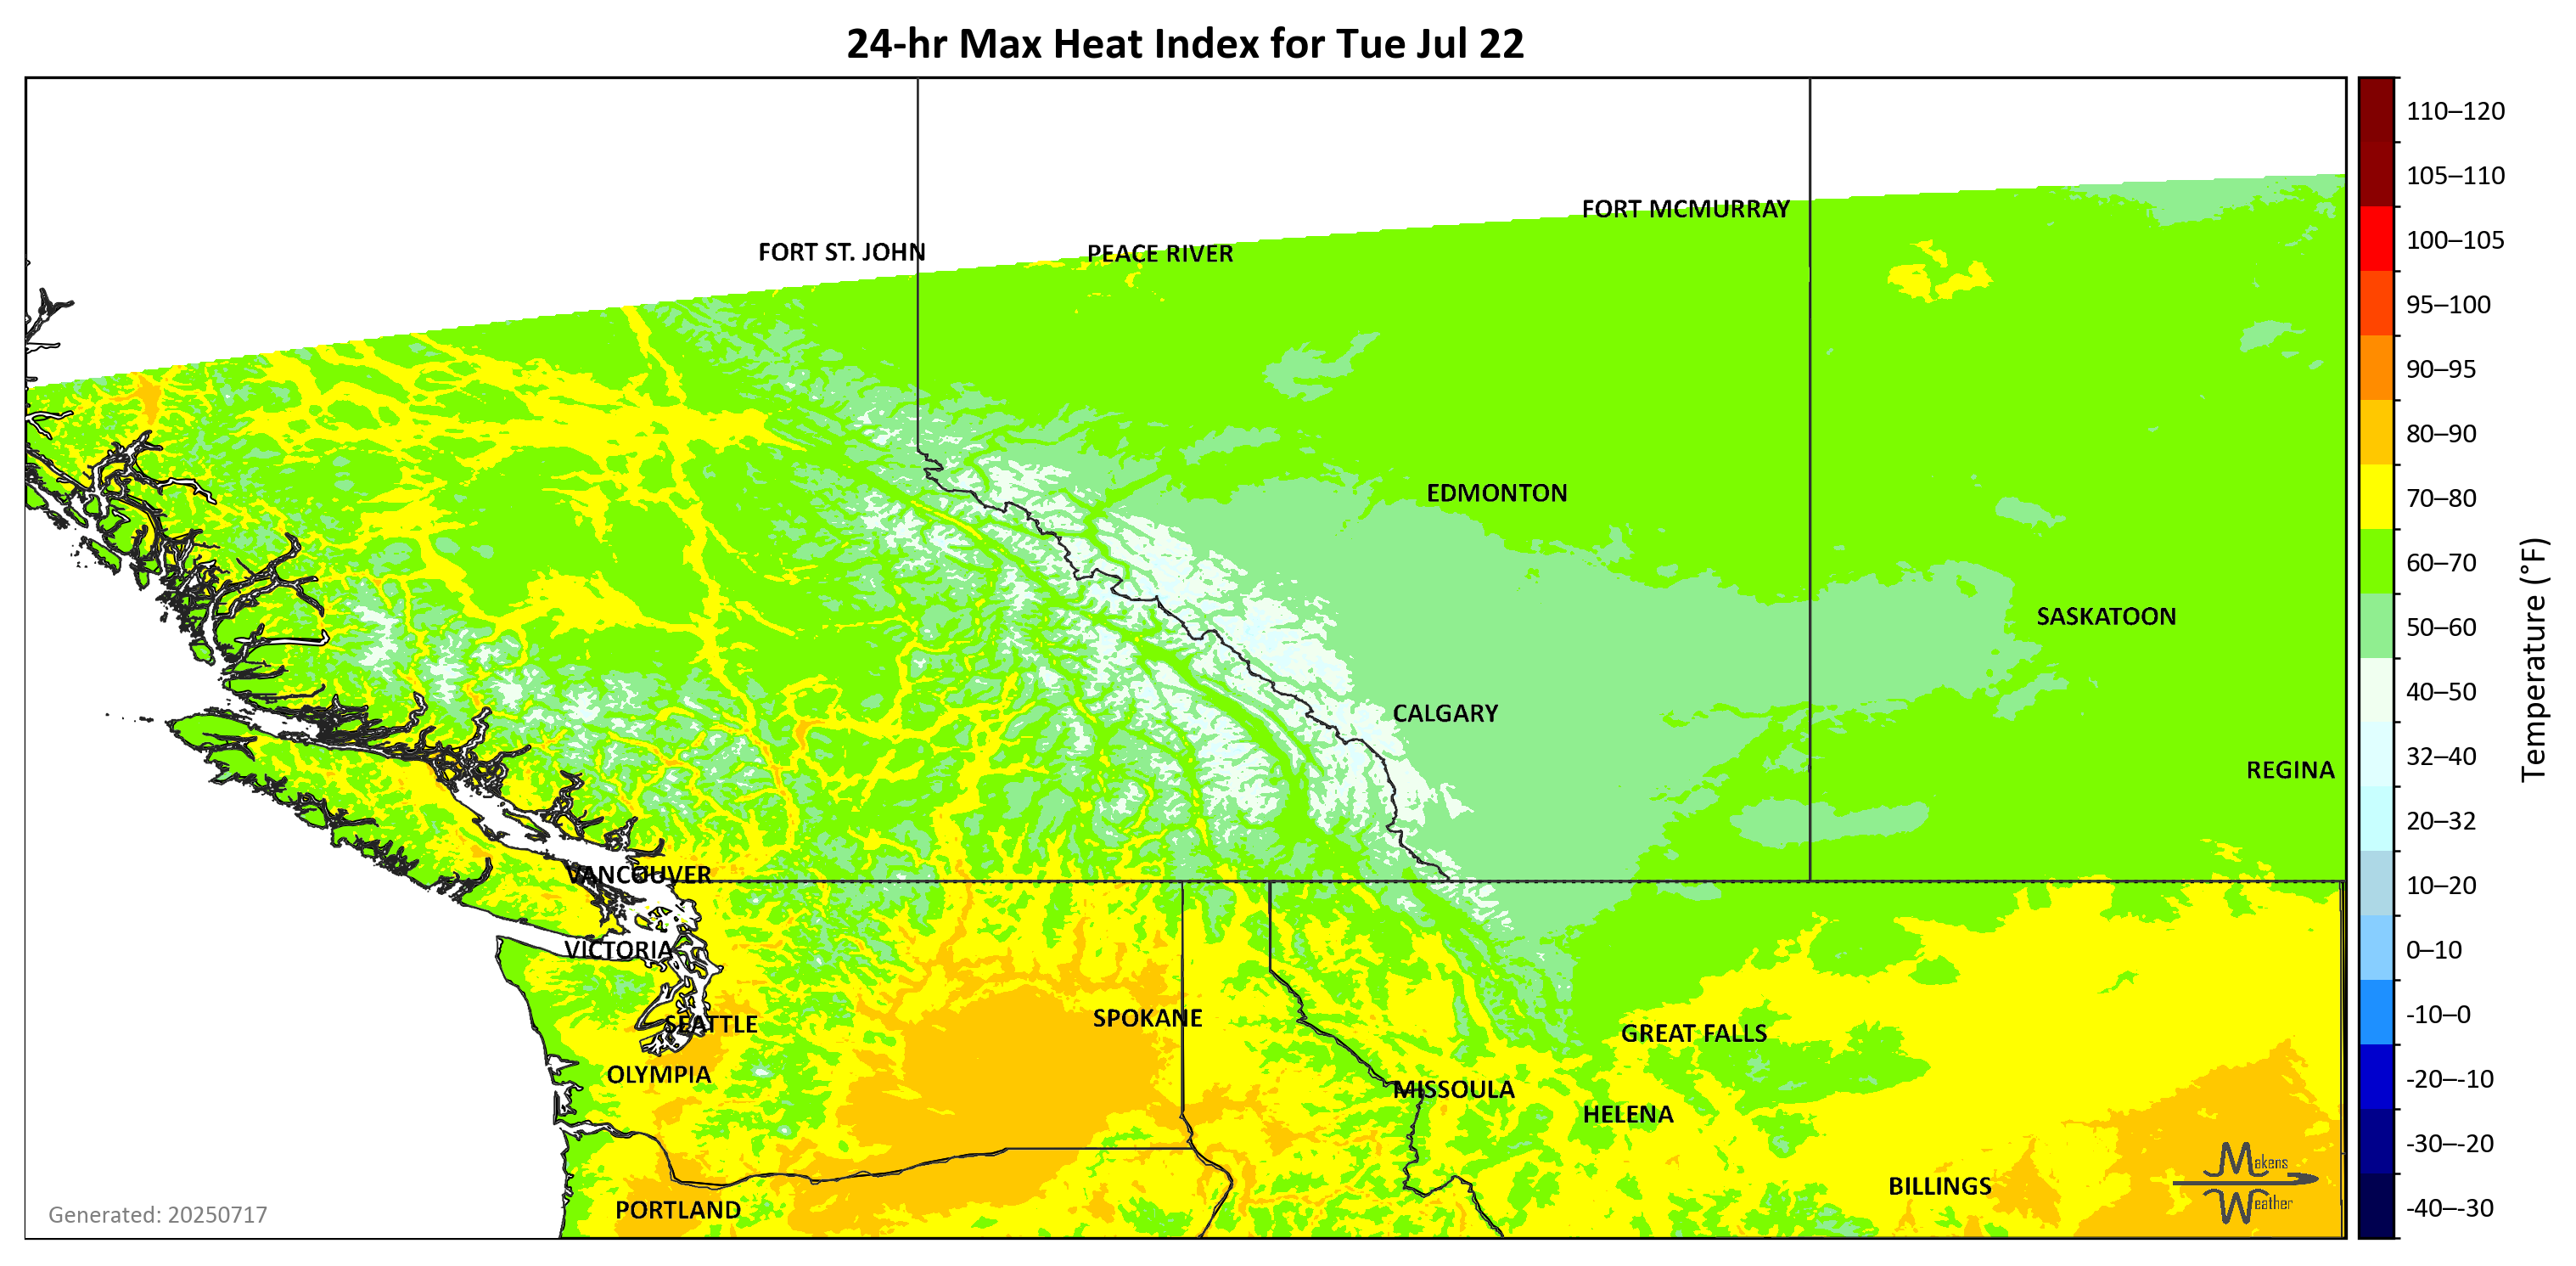 24-hr Max Heat Index for Tue Jul 22
FORT MCMURRAY
FORT ST. JOHN
PEACE RIVER
EDMONTON
SASKATOON
CALGARY
REGINA
VANCOUVER
VICTORIA
SEATTLE
SPOKANE
GREAT FALLS
OLYMPIA
MISSOULA
HELENA
BILLINGS
PORTLAND
Makens
Weather
Generated: 20250717
110–120
105–110
100–105
95–100
90–95
80–90
70–80
60–70
50–60
40–50
32–40
20–32
10–20
0–10
-10–0
-20–-10
-30–-20
-40–-30
Temperature (°F)